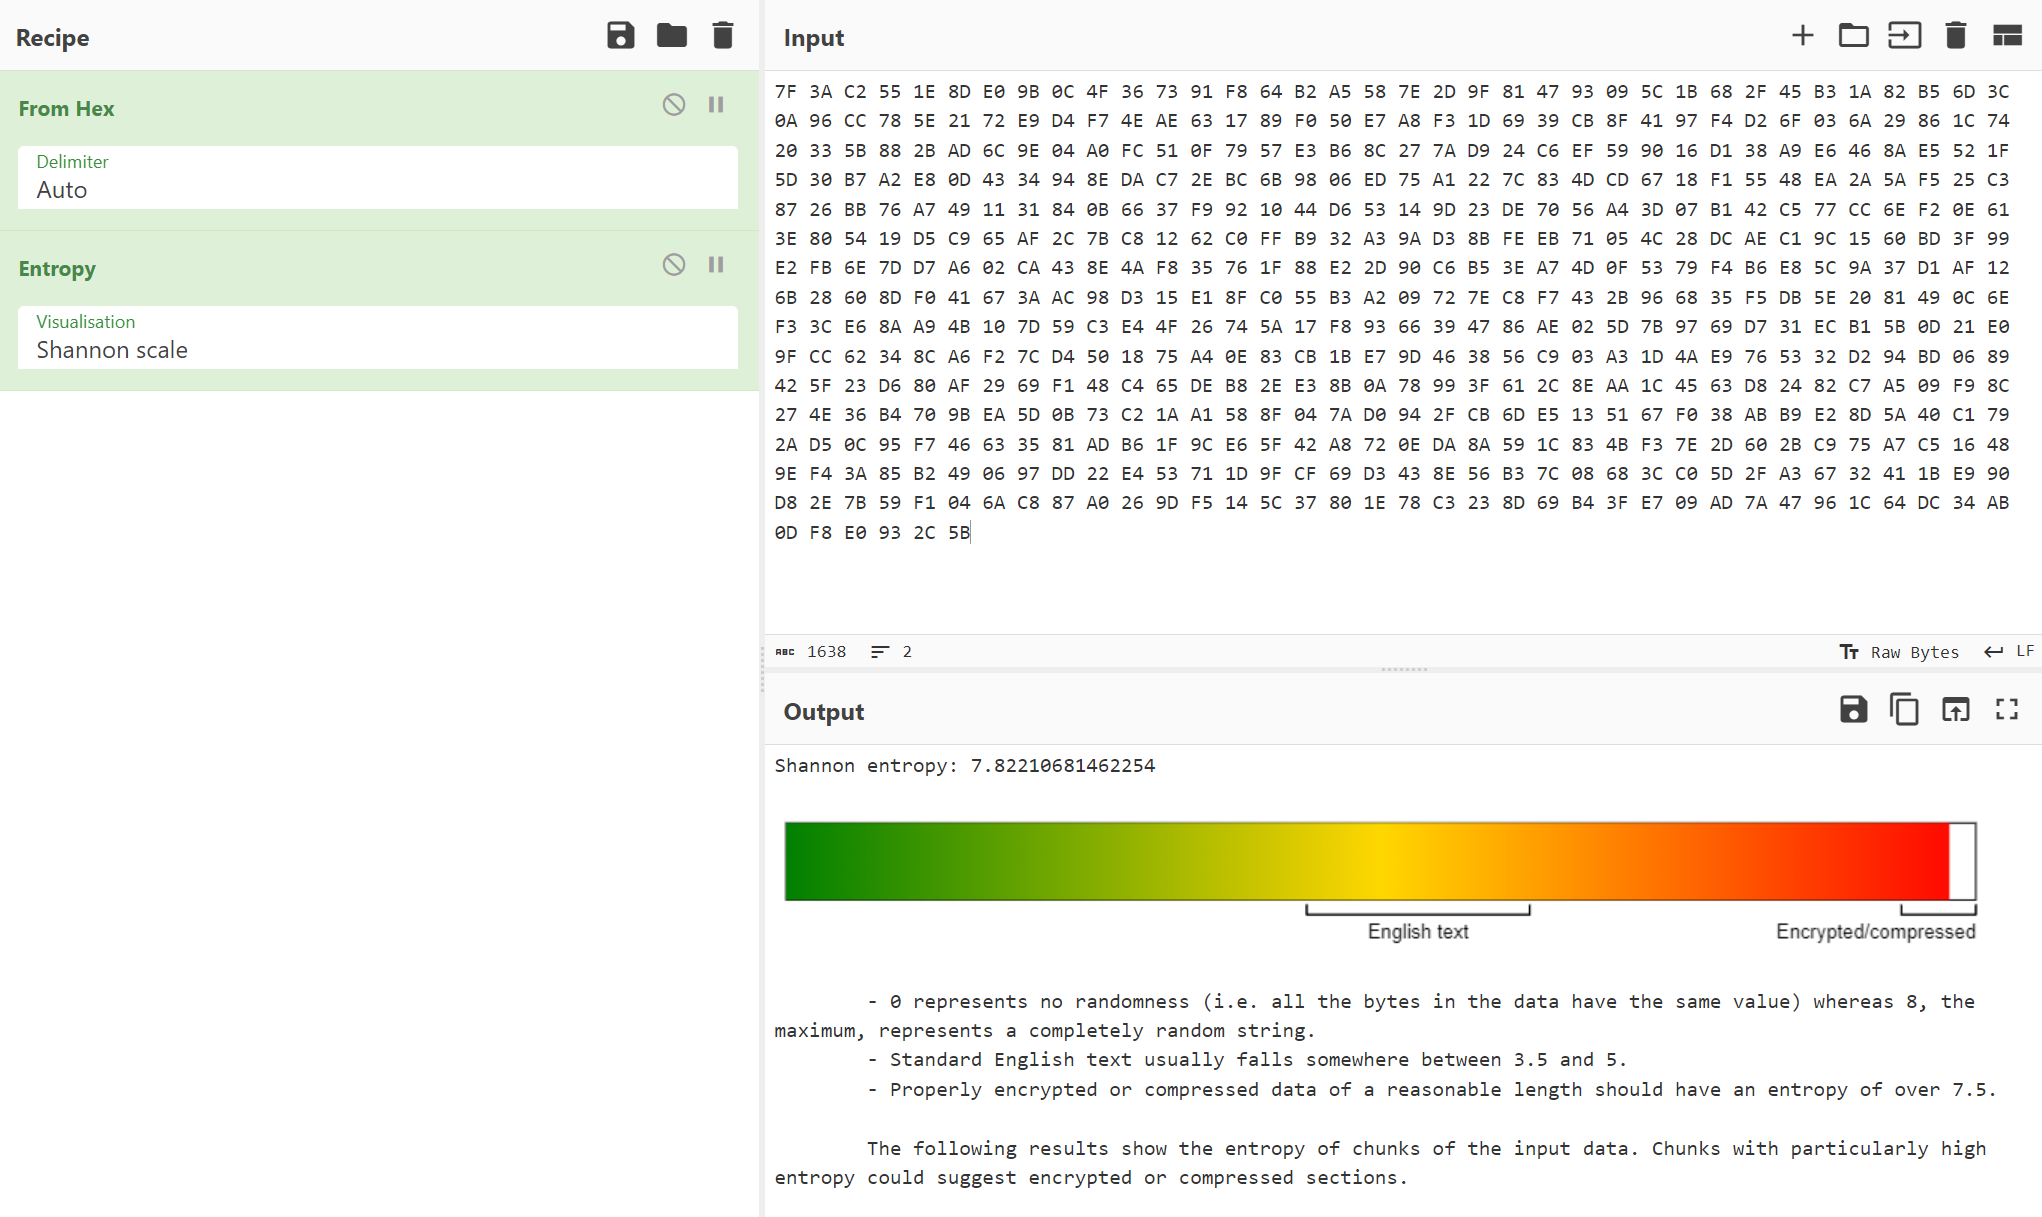 Recipe
From Hex
Delimiter
Auto
Entropy
Visualisation
Shannon scale
Input
7F 3A C2 55 1E 8D E0 9B 0C 4F 36 73 91 F8 64 B2 A5 58 7E 2D 9F 81 47 93 09 5C 1B 68 2F 45 B3 1A 82 B5 6D 3C
0A 96 CC 78 5E 21 72 E9 D4 F7 4E AE 63 17 89 F0 50 E7 A8 F3 1D 69 39 CB 8F 41 97 F4 D2 6F 03 6A 29 86 1C 74
20 33 5B 88 2B AD 6C 9E 04 A0 FC 51 0F 79 57 E3 B6 8C 27 7A D9 24 C6 EF 59 90 16 D1 38 A9 E6 46 8A E5 52 1F
5D 30 B7 A2 E8 0D 43 34 94 8E DA C7 2E BC 6B 98 06 ED 75 A1 22 7C 83 4D CD 67 18 F1 55 48 EA 2A 5A F5 25 C3
87 26 BB 76 A7 49 11 31 84 0B 66 37 F9 92 10 44 D6 53 14 9D 23 DE 70 56 A4 3D 07 B1 42 C5 77 CC 6E F2 0E 61
3E 80 54 19 D5 C9 65 AF 2C 7B C8 12 62 C0 FF B9 32 A3 9A D3 8B FE EB 71 05 4C 28 DC AE C1 9C 15 60 BD 3F 99
E2 FB 6E 7D D7 A6 02 CA 43 8E 4A F8 35 76 1F 88 E2 2D 90 C6 B5 3E A7 4D 0F 53 79 F4 B6 E8 5C 9A 37 D1 AF 12
6B 28 60 8D F0 41 67 3A AC 98 D3 15 E1 8F C0 55 B3 A2 09 72 7E C8 F7 43 2B 96 68 35 F5 DB 5E 20 81 49 0C 6E
F3 3C E6 8A A9 4B 10 7D 59 C3 E4 4F 26 74 5A 17 F8 93 66 39 47 86 AE 02 5D 7B 97 69 D7 31 EC B1 5B 0D 21 E0
9F CC 62 34 8C A6 F2 7C D4 50 18 75 A4 0E 83 CB 1B E7 9D 46 38 56 C9 03 A3 1D 4A E9 76 53 32 D2 94 BD 06 89
42 5F 23 D6 80 AF 29 69 F1 48 C4 65 DE B8 2E E3 8B 0A 78 99 3F 61 2C 8E AA 1C 45 63 D8 24 82 C7 A5 09 F9 8C
27 4E 36 B4 70 9B EA 5D 0B 73 C2 1A A1 58 8F 04 7A D0 94 2F CB 6D E5 13 51 67 F0 38 AB B9 E2 8D 5A 40 C1 79
2A D5 0C 95 F7 46 63 35 81 AD B6 1F 9C E6 5F 42 A8 72 0E DA 8A 59 1C 83 4B F3 7E 2D 60 2B C9 75 A7 C5 16 48
9E F4 3A 85 B2 49 06 97 DD 22 E4 53 71 1D 9F CF 69 D3 43 8E 56 B3 7C 08 68 3C C0 5D 2F A3 67 32 41 1B E9 90
D8 2E 7B 59 F1 04 6A C8 87 A0 26 9D F5 14 5C 37 80 1E 78 C3 23 8D 69 B4 3F E7 09 AD 7A 47 96 1C 64 DC 34 AB
0D F8 E0 93 2C 5B
ABC 1638 2 Raw Bytes LF
Output
Shannon entropy: 7.82210681462254
English text
Encrypted/compressed
- 0 represents no randomness (i.e. all the bytes in the data have the same value) whereas 8, the
maximum, represents a completely random string.
- Standard English text usually falls somewhere between 3.5 and 5.
- Properly encrypted or compressed data of a reasonable length should have an entropy of over 7.5.
The following results show the entropy of chunks of the input data. Chunks with particularly high
entropy could suggest encrypted or compressed sections.